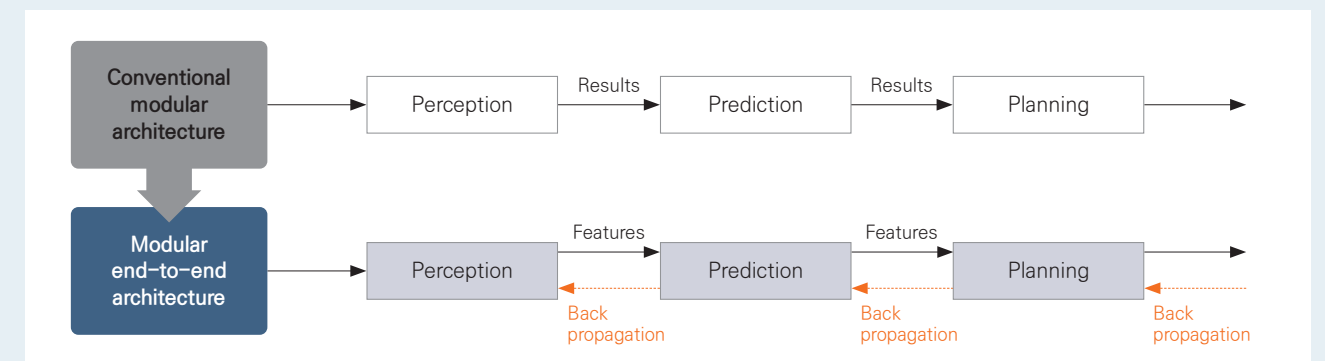 Conventional
modular
architecture
Perception
Results
Prediction
Results
Planning
Modular
end-to-end
architecture
Perception
Features
Prediction
Features
Planning
Back
propagation
Back
propagation
Back
propagation